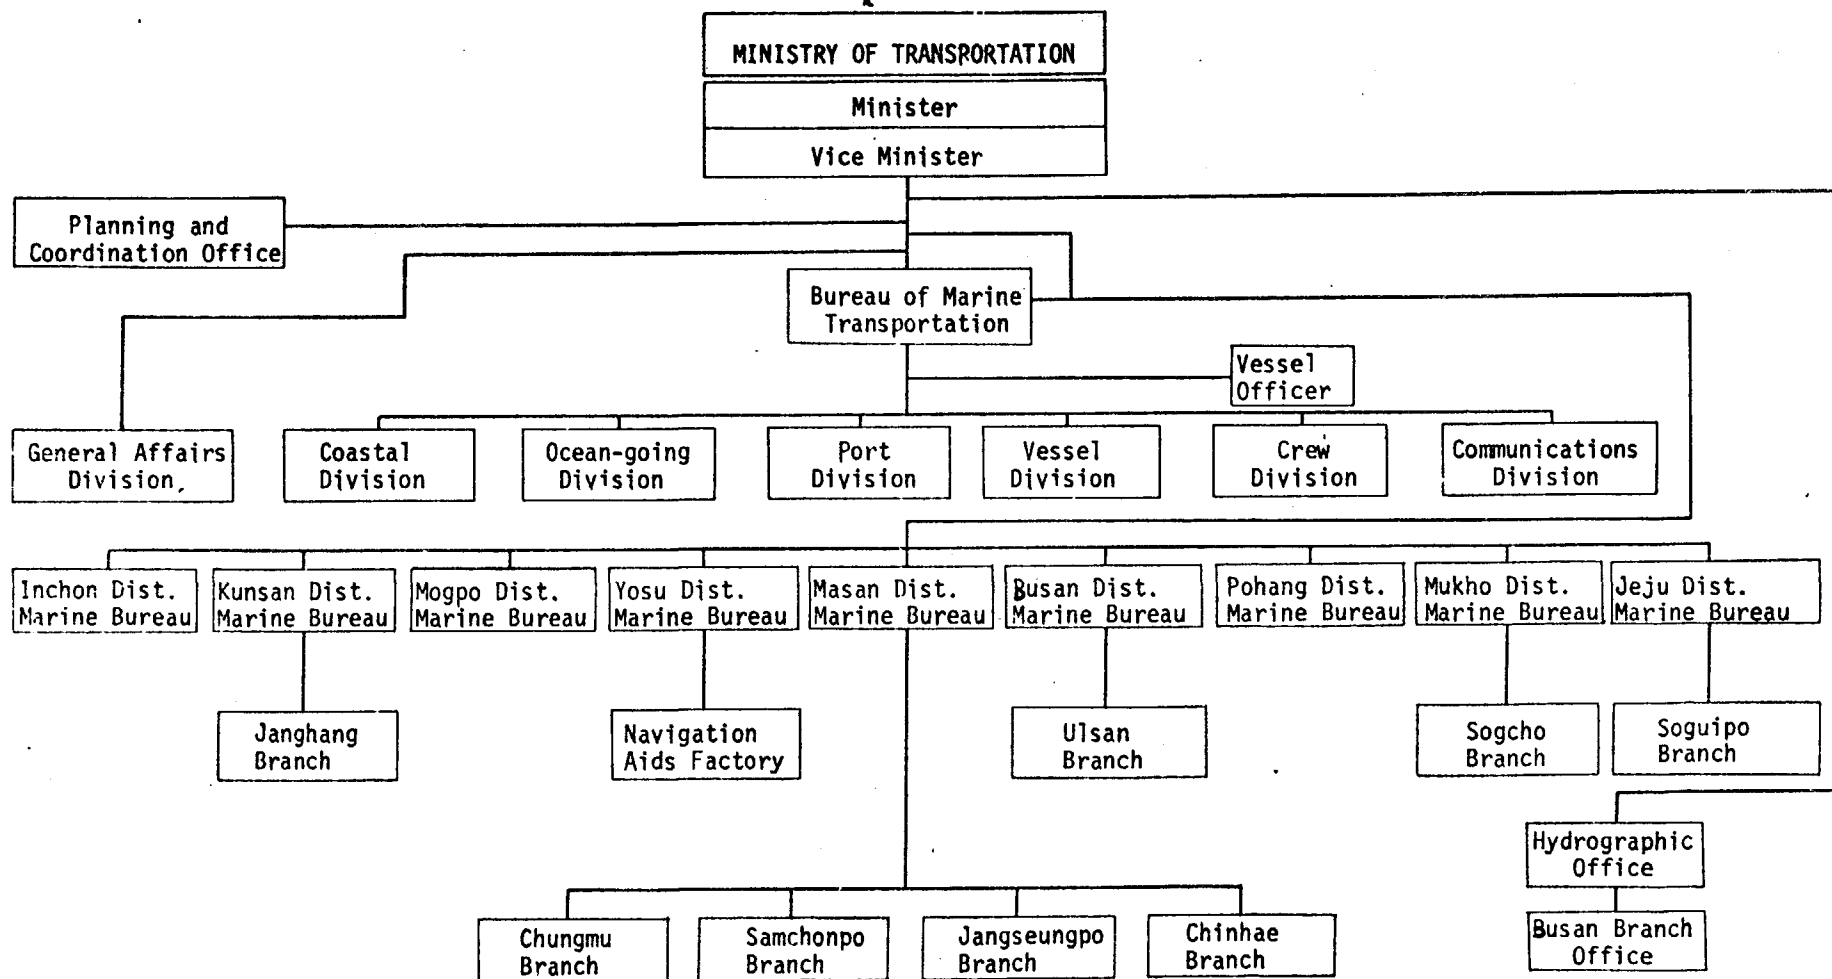 MINISTRY OF TRANSPORTATION
Minister
Vice Minister
Planning and
Coordination Office
Bureau of Marine
Transportation
Vessel
Officer
General Affairs
Division,
Coastal
Division
Ocean-going
Division
Port
Division
Vessel
Division
Crew
Division
Communications
Division
Inchon Dist.
Marine Bureau
Kunsan Dist.
Marine Bureau
Mogpo Dist.
Marine Bureau
Yosu Dist.
Marine Bureau
Masan Dist.
Marine Bureau
Busan Dist.
Marine Bureau
Pohang Dist.
Marine Bureau
Mukho Dist.
Marine Bureau
Jeju Dist.
Marine Bureau
Janghang
Branch
Navigation
Aids Factory
Ulsan
Branch
Sogcho
Branch
Soguipo
Branch
Hydrographic
Office
Busan Branch
Office
Chungmu
Branch
Samchonpo
Branch
Jangseungpo
Branch
Chinhae
Branch